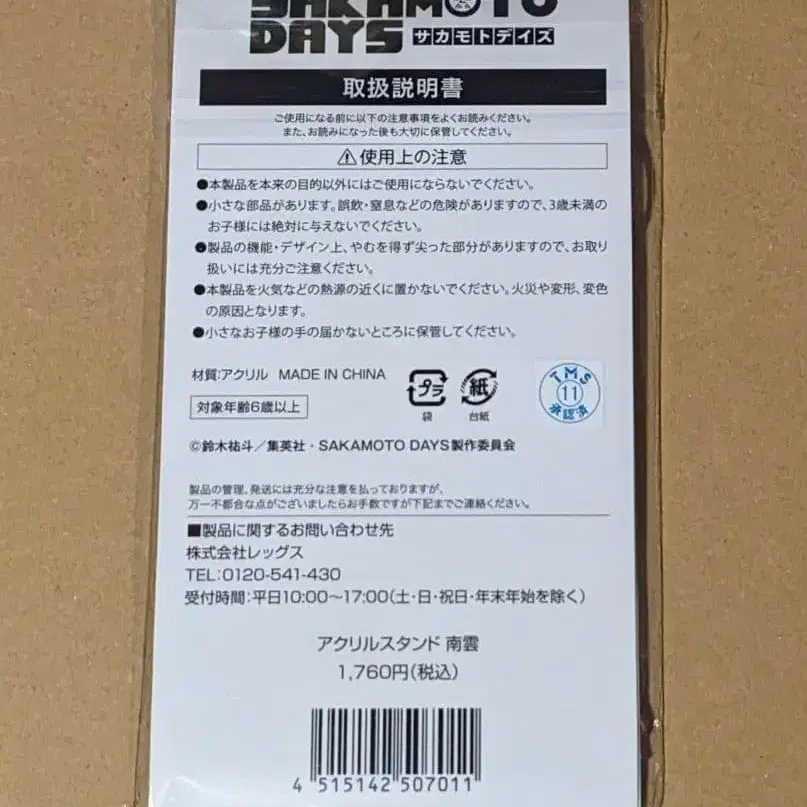 SAKAMOTO
DAYS サカモトデイズ
取扱説明書
ご使用になる前に以下の注意事項をよくお読みください。
また、お読みになった後も大切に保管してください。
⚠使用上の注意
●本製品を本来の目的以外にはご使用にならないでください。
●小さな部品があります。誤飲・窒息などの危険がありますので、3歳未満の
お子様には絶対に与えないでください。
●製品の機能・デザイン上、やむを得ず尖った部分がありますので、お取り
扱いには充分ご注意ください。
●本製品を火気などの熱源の近くに置かないでください。火災や変形、変色
の原因となります。
●小さなお子様の手の届かないところに保管してください。
材質:アクリル MADE IN CHINA
プラ
袋
紙
台紙
TMS
11
承認済
対象年齢6歳以上
©鈴木祐斗/集英社・SAKAMOTO DAYS製作委員会
製品の管理、発送には充分な注意を払っておりますが、
万一不都合な点がございましたらお手数ですが下記までご連絡ください。
■製品に関するお問い合わせ先
株式会社レッグス
TEL:0120-541-430
受付時間:平日10:00～17:00(土・日・祝日・年末年始を除く)
アクリルスタンド 南雲
1,760円(税込)
4 515142 507011